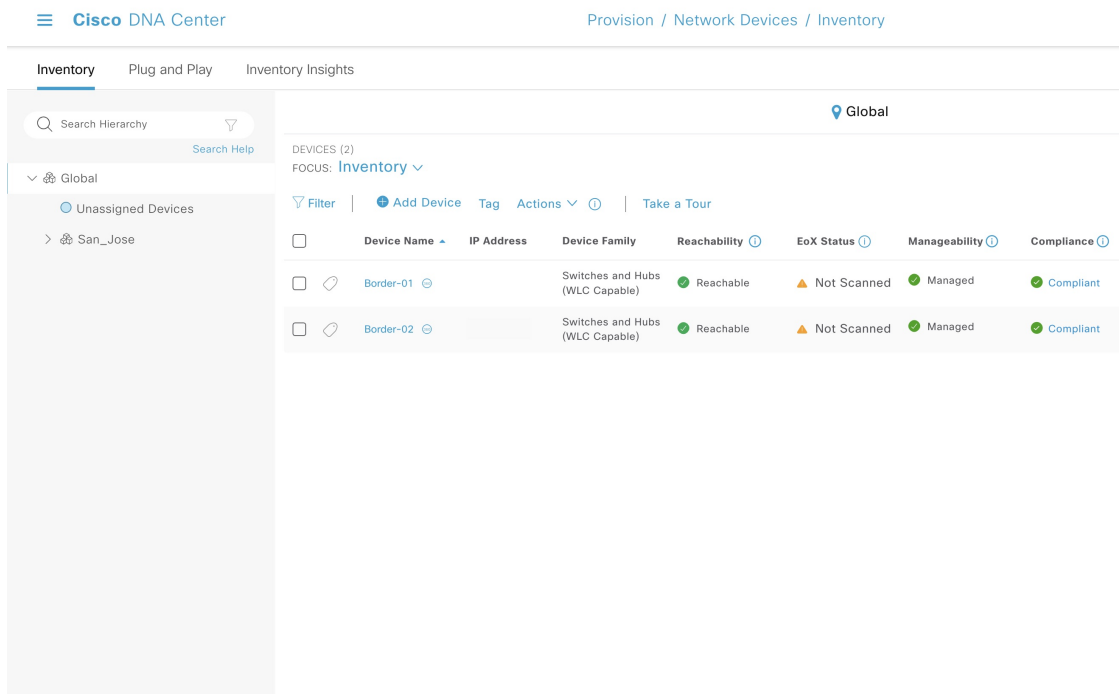 Cisco DNA Center
Provision / Network Devices / Inventory
Inventory Plug and Play Inventory Insights
Search Hierarchy
Search Help
Global
Unassigned Devices
San_Jose
Global
DEVICES (2)
FOCUS: Inventory
Filter Add Device Tag Actions Take a Tour
Device Name IP Address Device Family Reachability EoX Status Manageability Compliance
Border-01 Switches and Hubs (WLC Capable) Reachable Not Scanned Managed Compliant
Border-02 Switches and Hubs (WLC Capable) Reachable Not Scanned Managed Compliant